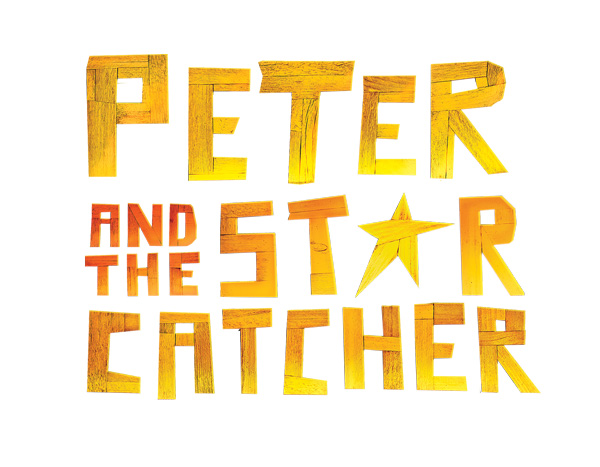 PETER
AND THE STAR
CATCHER